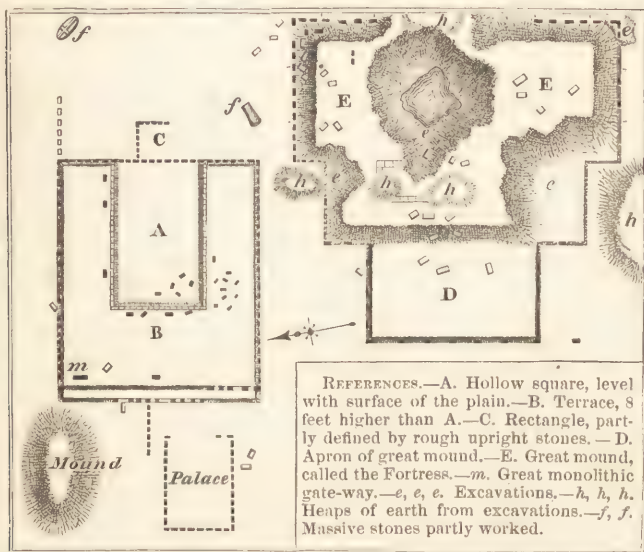 f
h
e
E
E
f
e
C
h
e
h
h
e
h
A
D
B
m
Mound
Palace
REFERENCES.—A. Hollow square, level
with surface of the plain.—B. Terrace, 8
feet higher than A.—C. Rectangle, part-
ly defined by rough upright stones.—D.
Apron of great mound.—E. Great mound,
called the Fortress.—m. Great monolithic
gate-way.—e, e, e. Excavations.—h, h, h.
Heaps of earth from excavations.—f, f.
Massive stones partly worked.